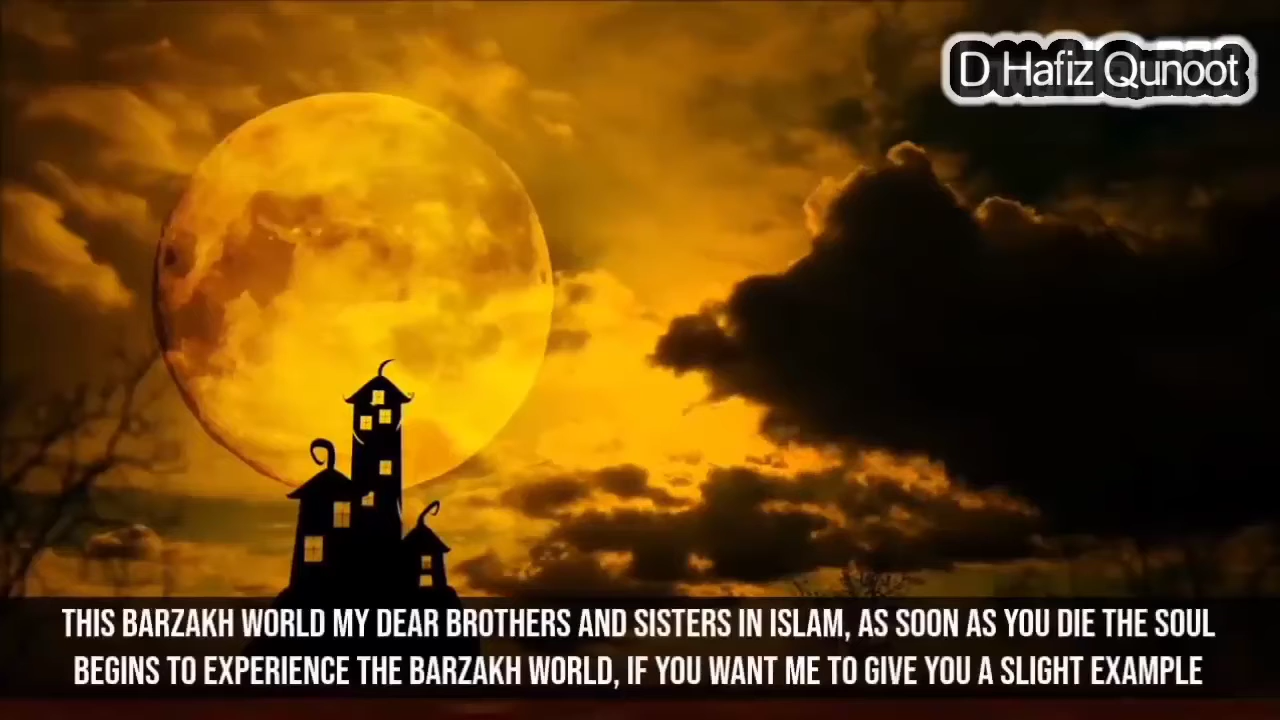 D Hafiz Qunoot
THIS BARZAKH WORLD MY DEAR BROTHERS AND SISTERS IN ISLAM, AS SOON AS YOU DIE THE SOUL
BEGINS TO EXPERIENCE THE BARZAKH WORLD, IF YOU WANT ME TO GIVE YOU A SLIGHT EXAMPLE